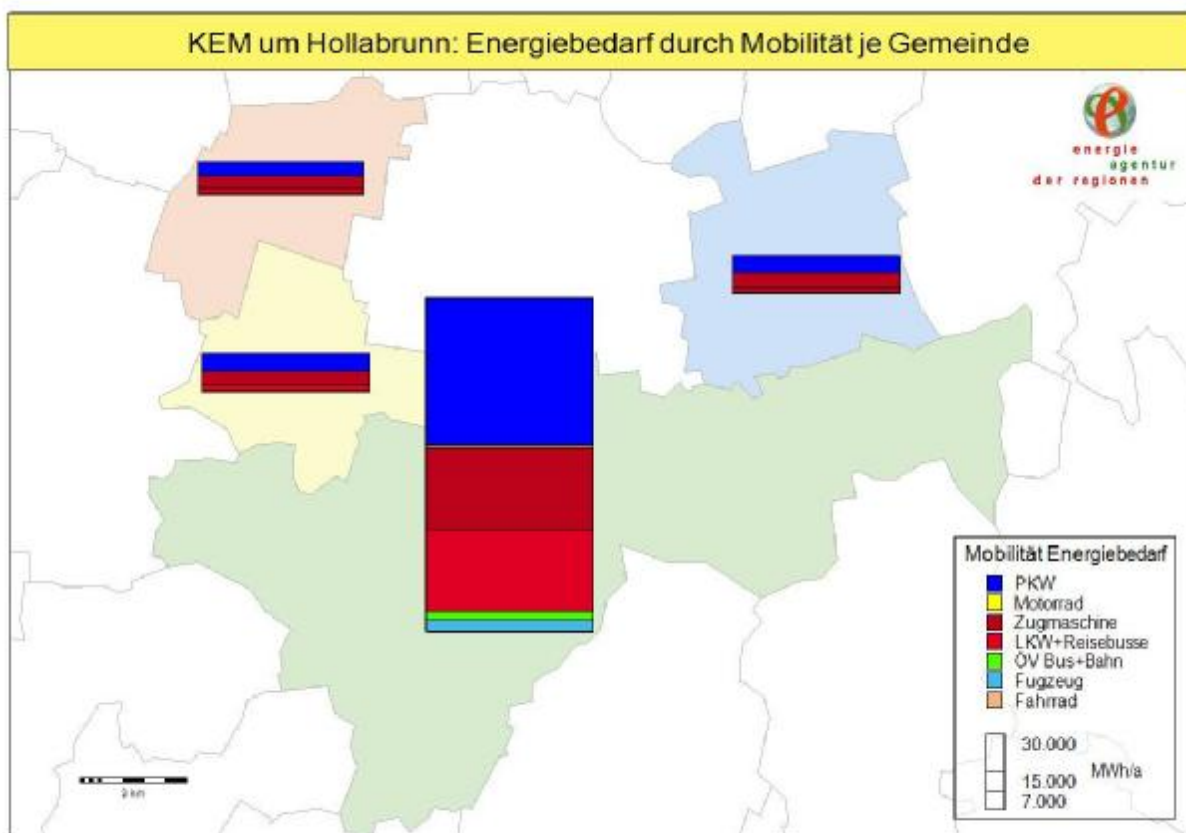 KEM um Hollabrunn: Energiebedarf durch Mobilität je Gemeinde
energie
agentur
der regionen
Mobilität Energiebedarf
PKW
Motorrad
Zugmaschine
LKW+Reisebusse
ÖV Bus+Bahn
Fugzeug
Fahrrad
30.000
MWh/a
15.000
7.000